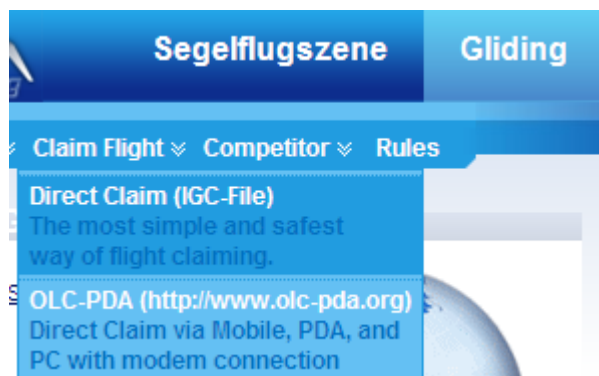 Segelflugszene Gliding
Claim Flight Competitor Rules
Direct Claim (IGC-File)
The most simple and safest
way of flight claiming.
OLC-PDA (http://www.olc-pda.org)
Direct Claim via Mobile, PDA, and
PC with modem connection